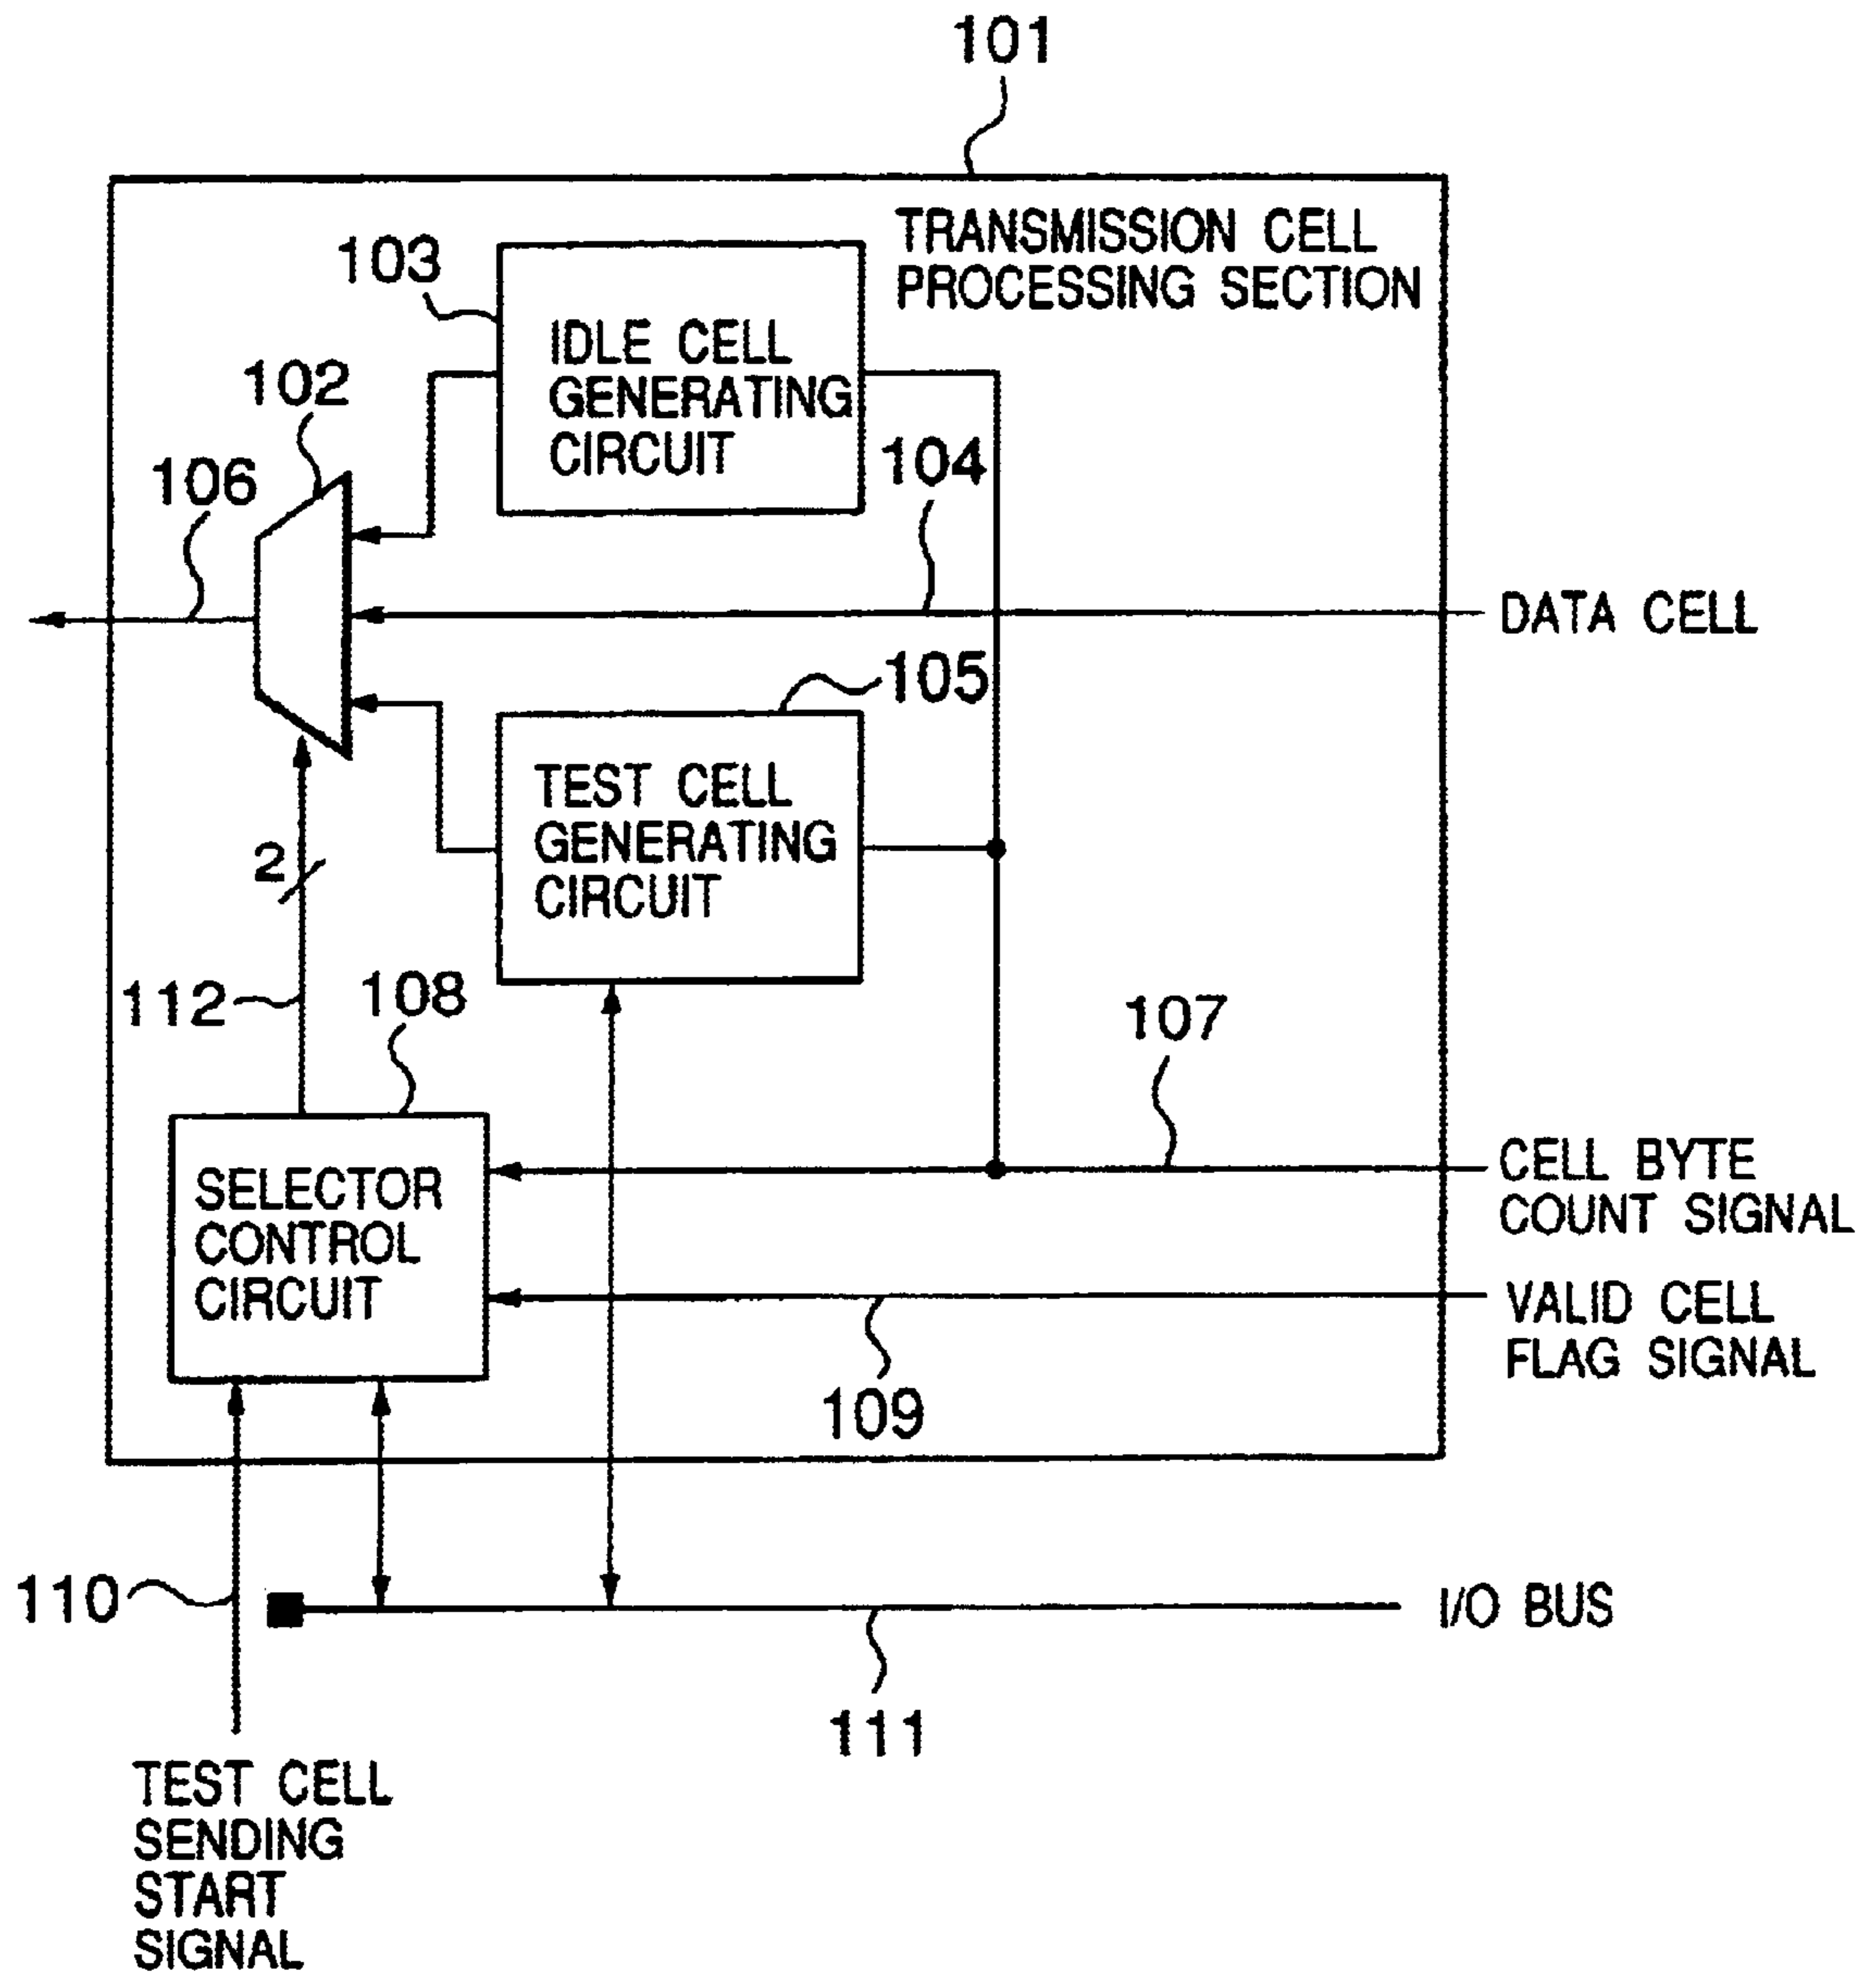 101
TRANSMISSION CELL
PROCESSING SECTION
103
IDLE CELL
GENERATING
CIRCUIT
102
104
106
DATA CELL
105
TEST CELL
GENERATING
CIRCUIT
2
112
108
107
SELECTOR
CONTROL
CIRCUIT
CELL BYTE
COUNT SIGNAL
VALID CELL
FLAG SIGNAL
109
110
I/O BUS
111
TEST CELL
SENDING
START
SIGNAL